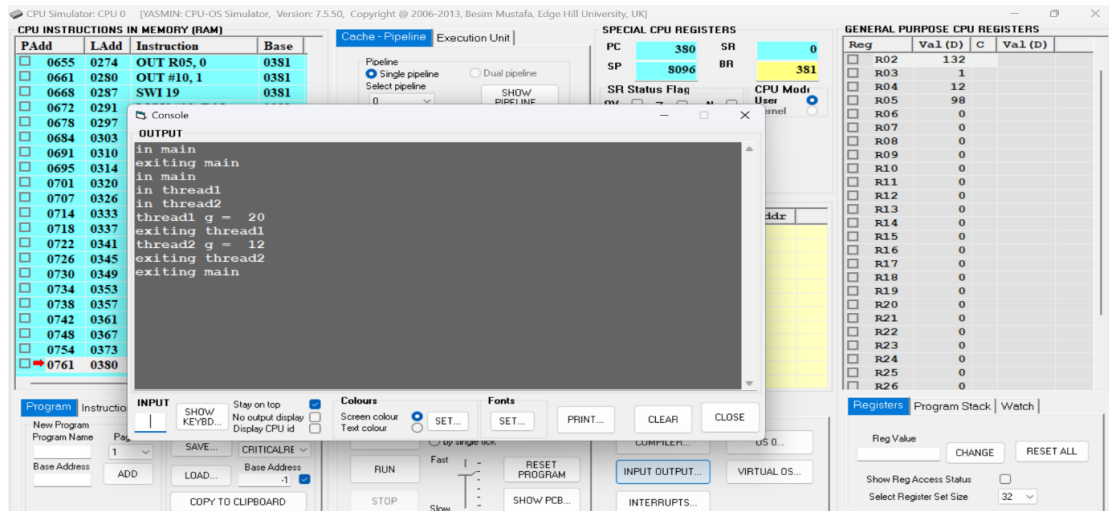 CPU Simulator: CPU 0 [YASMIN: CPU-OS Simulator, Version: 7.5.50, Copyright @ 2006-2013, Besim Mustafa, Edge Hill University, UK]
CPU INSTRUCTIONS IN MEMORY (RAM)
PAdd LAdd Instruction Base
0655 0274 OUT R05, 0 0381
0661 0280 OUT #10, 1 0381
0668 0287 SWI 19 0381
0672 0291
0678 0297
0684 0303
0691 0310
0695 0314
0701 0320
0707 0326
0714 0333
0718 0337
0722 0341
0726 0345
0730 0349
0734 0353
0738 0357
0742 0361
0748 0367
0754 0373
0761 0380
Cache - Pipeline Execution Unit
Pipeline
Single pipeline Dual pipeline
Select pipeline
0
SHOW
PIPELINE
SPECIAL CPU REGISTERS
PC 380 SR 0
SP 8096 BR 381
SR Status Flag CPU Mode
OV Z N User
GENERAL PURPOSE CPU REGISTERS
Reg Val (D) C Val (D)
R02 132
R03 1
R04 12
R05 98
R06 0
R07 0
R08 0
R09 0
R10 0
R11 0
R12 0
R13 0
R14 0
R15 0
R16 0
R17 0
R18 0
R19 0
R20 0
R21 0
R22 0
R23 0
R24 0
R25 0
R26 0
Console
OUTPUT
in main
exiting main
in main
in thread1
in thread2
thread1 g = 20
exiting thread1
thread2 g = 12
exiting thread2
exiting main
INPUT
SHOW
KEYBD...
Stay on top
No output display
Display CPU id
Colours
Screen colour
Text colour
SET...
Fonts
SET...
PRINT...
CLEAR
CLOSE
Program
New Program
Program Name
1
Base Address
ADD
SAVE...
LOAD...
COPY TO CLIPBOARD
Base Address
-1
By single tick
RUN
STOP
Fast
Slow
RESET
PROGRAM
SHOW PCB...
COMPILER...
OS 0...
INPUT OUTPUT...
VIRTUAL OS...
INTERRUPTS...
Registers Program Stack Watch
Reg Value
CHANGE
RESET ALL
Show Reg Access Status
Select Register Set Size 32